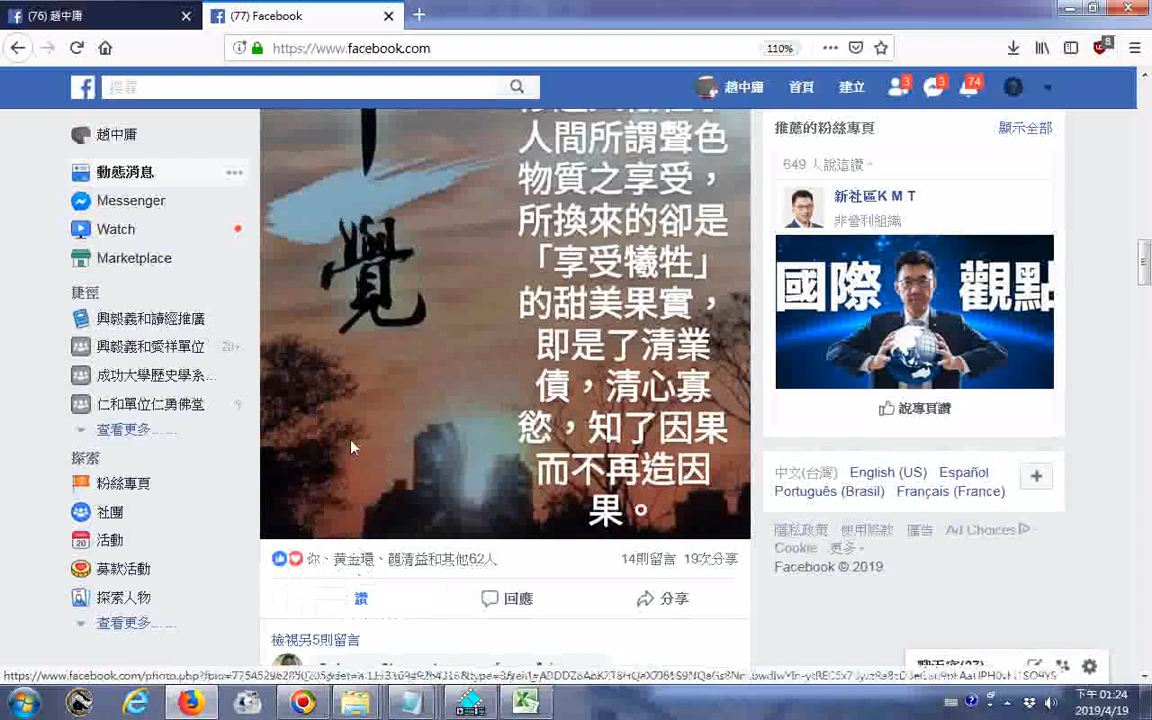 (76) 趙中庸
(77) Facebook
https://www.facebook.com
110%
8
搜尋
趙中庸
首頁
建立
3
3
74
趙中庸
動態消息
Messenger
Watch
Marketplace
捷徑
興毅義和讀經推廣
興毅義和愛祥單位 20+
成功大學歷史學系...
仁和單位仁勇佛堂 9
查看更多......
探索
粉絲專頁
社團
活動
募款活動
探索人物
查看更多......
覺
人間所謂聲色
物質之享受，
所換來的卻是
「享受犧牲」
的甜美果實，
即是了清業
債，清心寡
慾，知了因果
而不再造因
果。
你、黃金環、顏清益和其他62人
14則留言 19次分享
讚
回應
分享
檢視另5則留言
推薦的粉絲專頁
顯示全部
649 人說這讚。
新社區K M T
非營利組織
國際 觀點
說專頁讚
中文(台灣) English (US) Español
Português (Brasil) Français (France)
隱私政策 使用條款 廣告 Ad Choices
Cookie 更多
Facebook © 2019
下午 01:24
2019/4/19